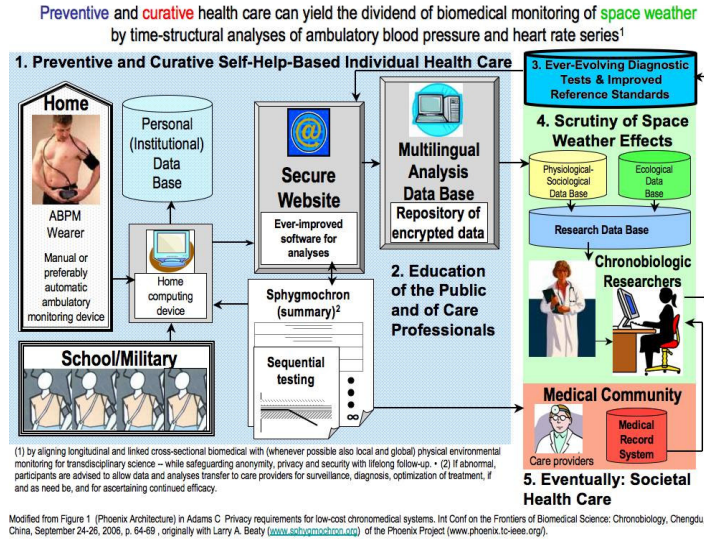 Preventive and curative health care can yield the dividend of biomedical monitoring of space weather
by time-structural analyses of ambulatory blood pressure and heart rate series1
1. Preventive and Curative Self-Help-Based Individual Health Care
Home
ABPM
Wearer
Manual or
preferably
automatic
ambulatory
monitoring device
Personal
(Institutional)
Data
Base
Home
computing
device
School/Military
@
Secure
Website
Ever-improved
software for
analyses
Multilingual
Analysis
Data Base
Repository of
encrypted data
2. Education
of the Public
and of Care
Professionals
Sphygmochron
(summary)2
Sequential
testing
∞
3. Ever-Evolving Diagnostic
Tests & Improved
Reference Standards
4. Scrutiny of Space
Weather Effects
Physiological-
Sociological
Data Base
Ecological
Data
Base
Research Data Base
Chronobiologic
Researchers
Medical Community
Care providers
Medical
Record
System
5. Eventually: Societal
Health Care
(1) by aligning longitudinal and linked cross-sectional biomedical with (whenever possible also local and global) physical environmental
monitoring for transdisciplinary science -- while safeguarding anonymity, privacy and security with lifelong follow-up. • (2) If abnormal,
participants are advised to allow data and analyses transfer to care providers for surveillance, diagnosis, optimization of treatment, if
and as need be, and for ascertaining continued efficacy.
Modified from Figure 1 (Phoenix Architecture) in Adams C Privacy requirements for low-cost chronomedical systems. Int Conf on the Frontiers of Biomedical Science: Chronobiology, Chengdu,
China, September 24-26, 2006, p. 64-69 , originally with Larry A. Beaty (www.sphygmochron.org) of the Phoenix Project (www.phoenix.tc-ieee.org/).